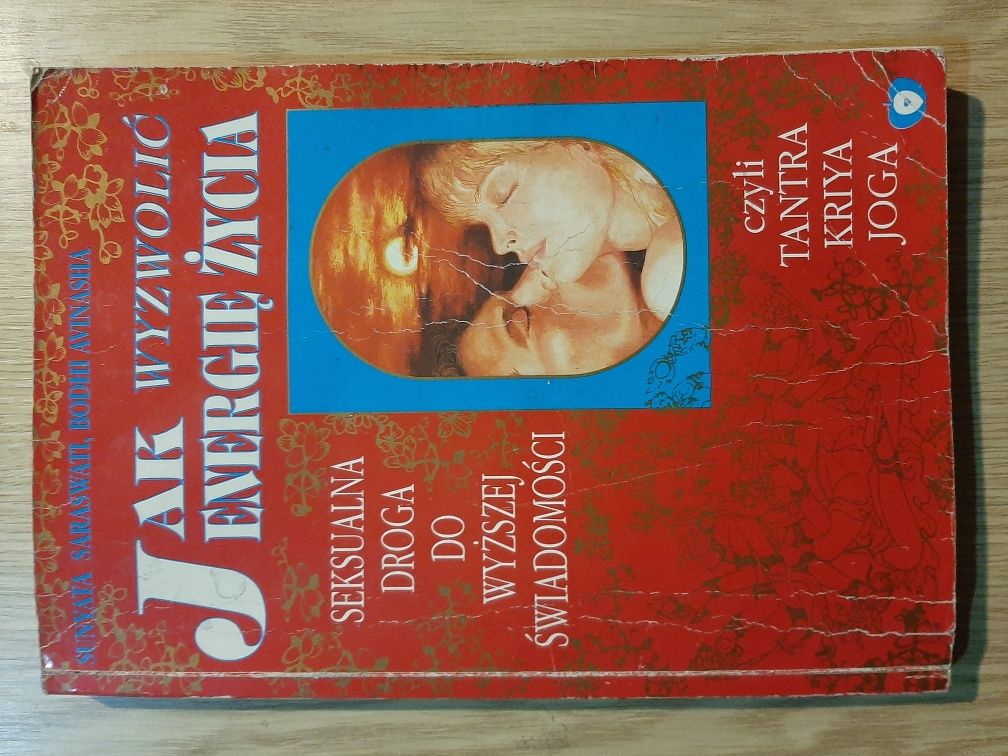 SUNYATA SARASWATI, BODHI AVINASHA
JAK WYZWOLIĆ
ENERGIĘ ŻYCIA
SEKSUALNA
DROGA
DO
WYŻSZEJ
ŚWIADOMOŚCI
czyli
TANTRA
KRIYA
JOGA